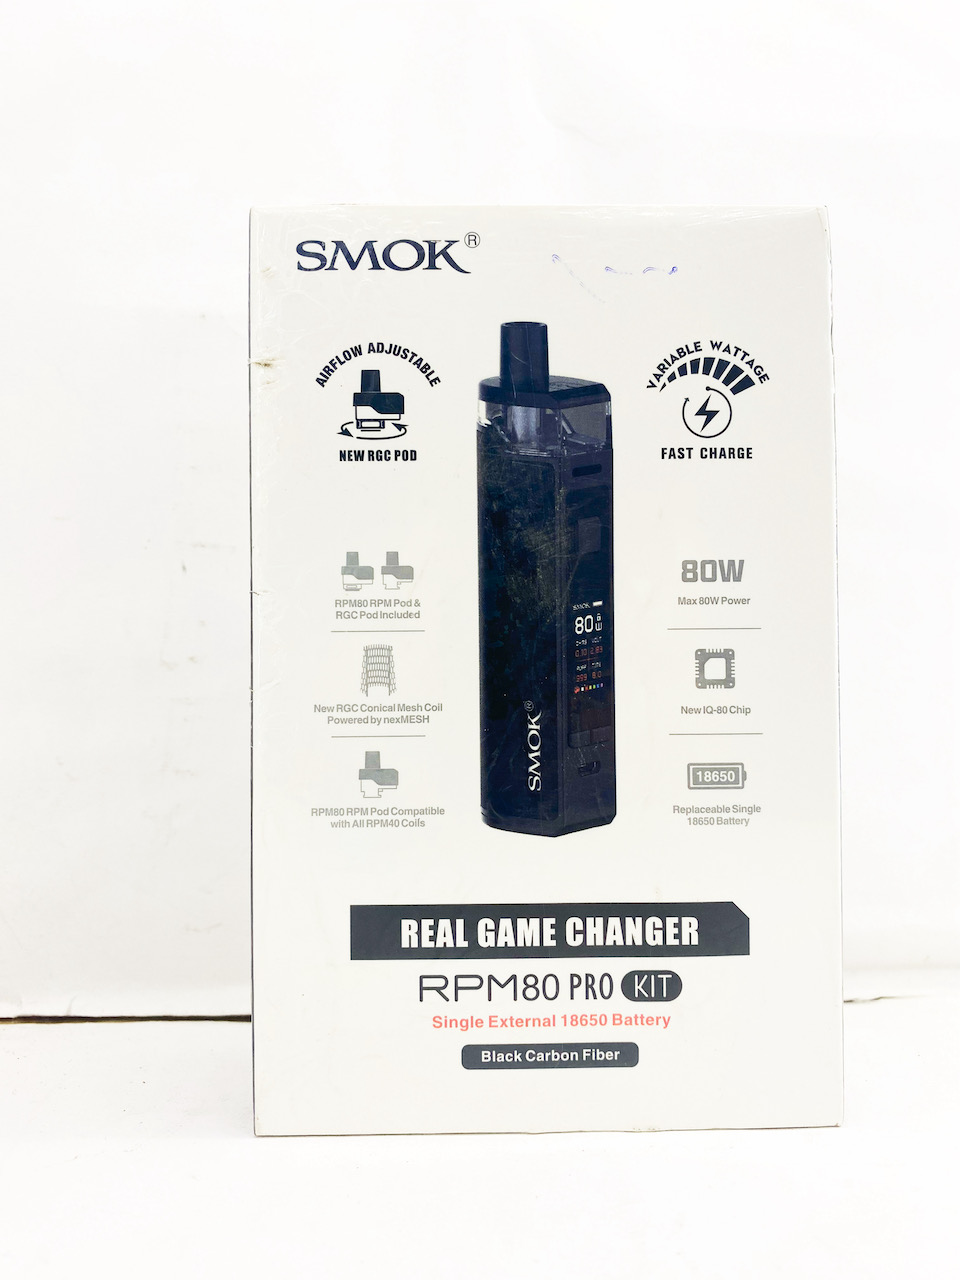 SMOK®
AIRFLOW ADJUSTABLE
NEW RGC POD
VARIABLE WATTAGE
FAST CHARGE
RPM80 RPM Pod &
RGC Pod Included
New RGC Conical Mesh Coil
Powered by nexMESH
RPM80 RPM Pod Compatible
with All RPM40 Coils
SMOK
80W
SMOK®
80W
Max 80W Power
New IQ-80 Chip
18650
Replaceable Single
18650 Battery
REAL GAME CHANGER
RPM80 PRO KIT
Single External 18650 Battery
Black Carbon Fiber